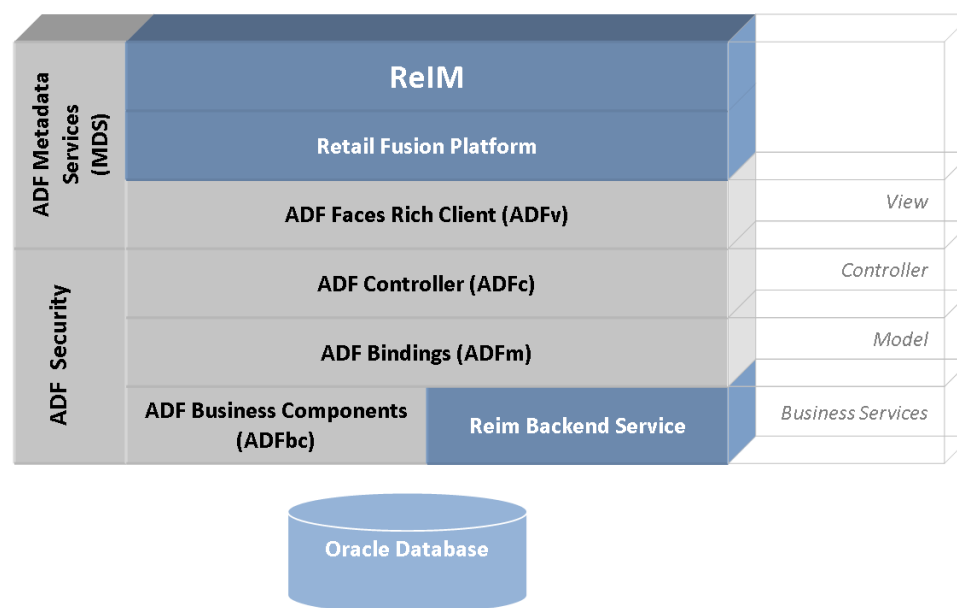 ADF Metadata
Services
(MDS)
ReIM
Retail Fusion Platform
ADF Faces Rich Client (ADFv)
View
ADF Security
ADF Controller (ADFc)
Controller
ADF Bindings (ADFm)
Model
ADF Business Components
(ADFbc)
Reim Backend Service
Business Services
Oracle Database